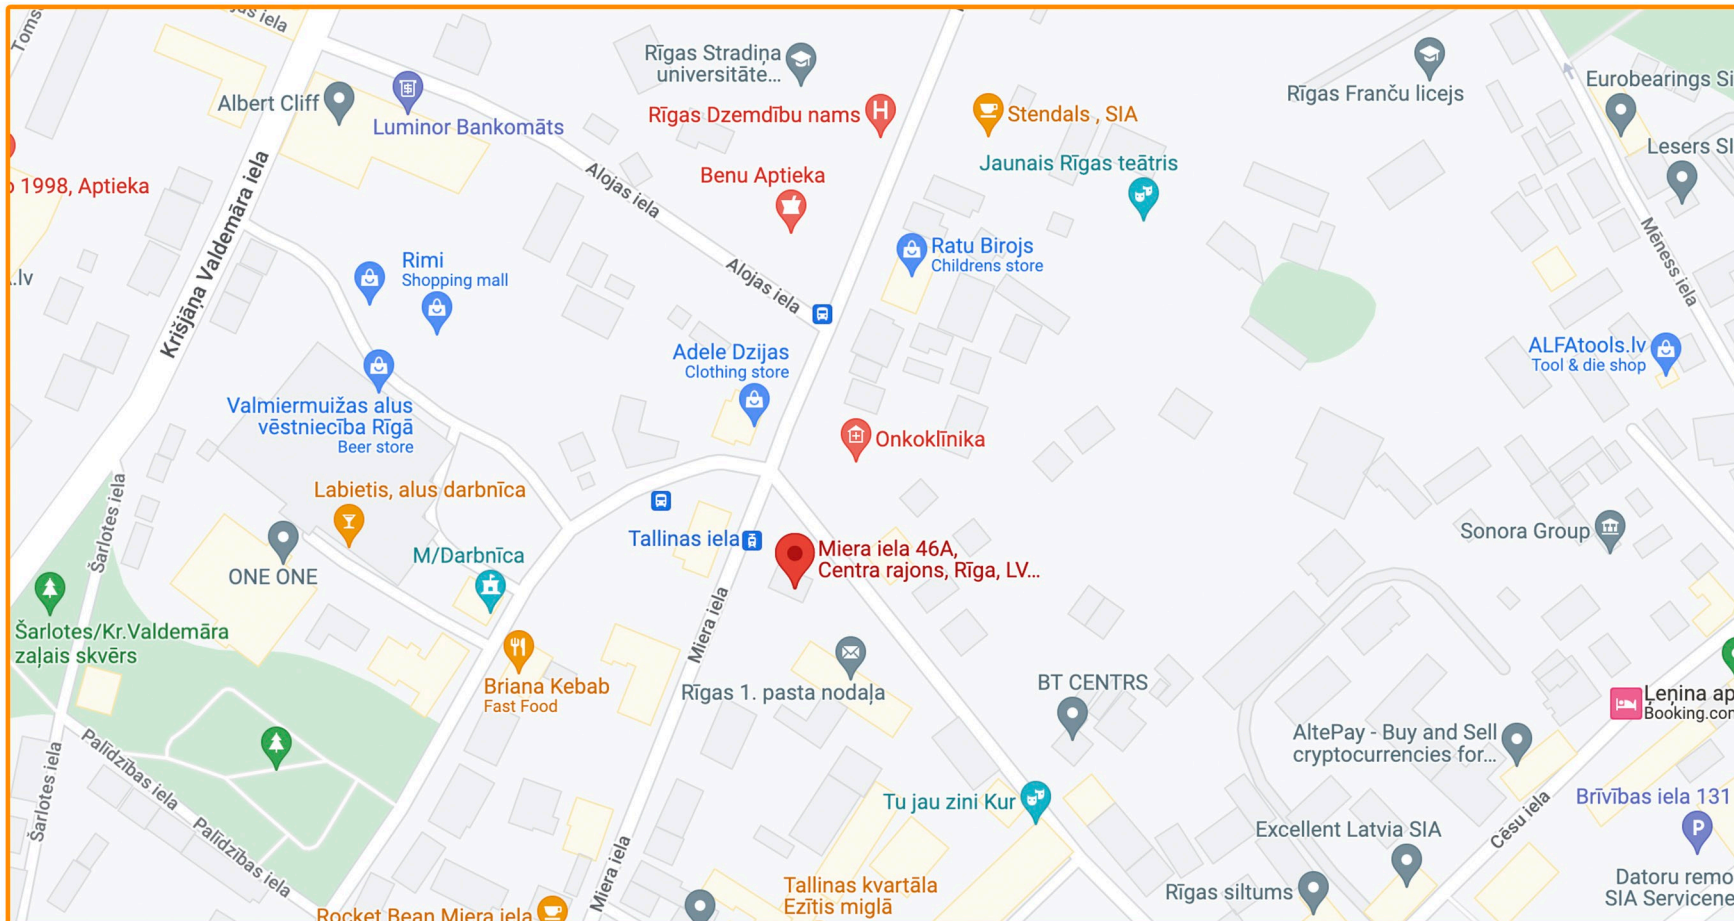 Alojas iela
Rīgas Stradiņa
universitāte...
Rīgas Franču licejs
Albert Cliff
Luminor Bankomāts
Rīgas Dzemdību nams
Stendals , SIA
Eurobearings
Lesers
1998, Aptieka
Benu Aptieka
Jaunais Rīgas teātris
Alojas iela
Krišjāņa Valdemāra iela
Mēness iela
.lv
Rimi
Shopping mall
Ratu Birojs
Childrens store
Alojas iela
Adele Dzijas
Clothing store
ALFAtools.lv
Tool & die shop
Valmiermuižas alus
vēstniecība Rīgā
Beer store
Onkoklīnika
Labietis, alus darbnīca
Šarlotes iela
Tallinas iela
Miera iela 46A,
Centra rajons, Rīga, LV...
Sonora Group
M/Darbnīca
ONE ONE
Šarlotes/Kr.Valdemāra
zaļais skvērs
Miera iela
Briana Kebab
Fast Food
Rīgas 1. pasta nodaļa
BT CENTRS
Ļeņina ap
Booking.com
AltePay - Buy and Sell
cryptocurrencies for...
Šarlotes iela
Palīdzības iela
Tu jau zini Kur
Brīvības iela 131
P
Cēsu iela
Excellent Latvia SIA
Palīdzības iela
Miera iela
Tallinas kvartāla
Ezītis miglā
Rīgas siltums
Datoru remo
SIA Servicene
Rocket Bean Miera iela